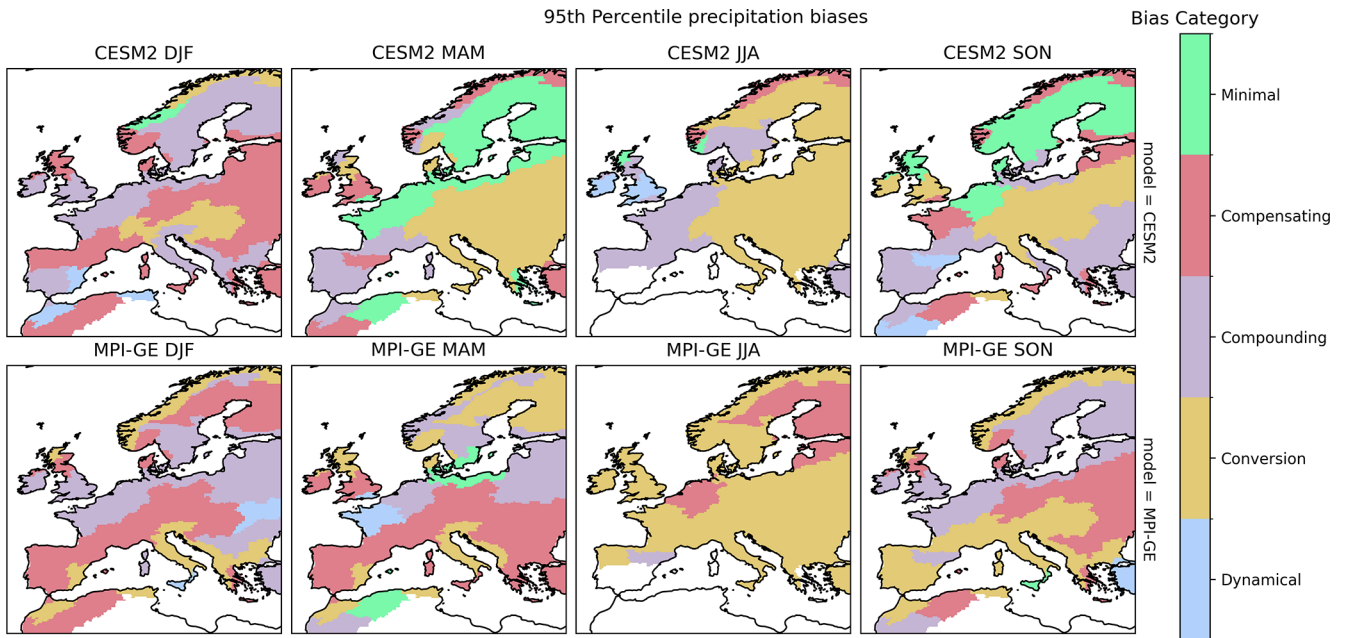 95th Percentile precipitation biases
Bias Category
CESM2 DJF
CESM2 MAM
CESM2 JJA
CESM2 SON
Minimal
Compensating
Compounding
Conversion
Dynamical
model = CESM2
MPI-GE DJF
MPI-GE MAM
MPI-GE JJA
MPI-GE SON
model = MPI-GE